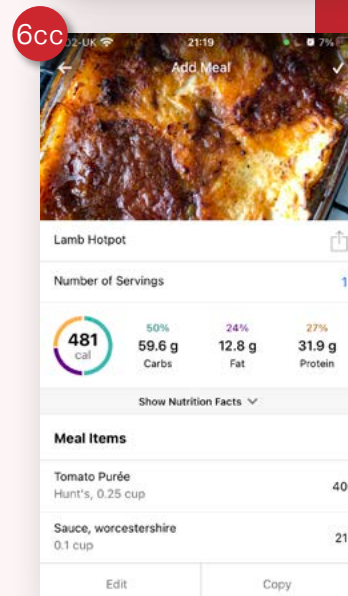 6cc
O2-UK 21:19 7%
Add Meal
Lamb Hotpot
Number of Servings 1
481
cal
50% 24% 27%
59.6 g 12.8 g 31.9 g
Carbs Fat Protein
Show Nutrition Facts
Meal Items
Tomato Purée
Hunt's, 0.25 cup
40
Sauce, worcestershire
0.1 cup
21
Edit Copy